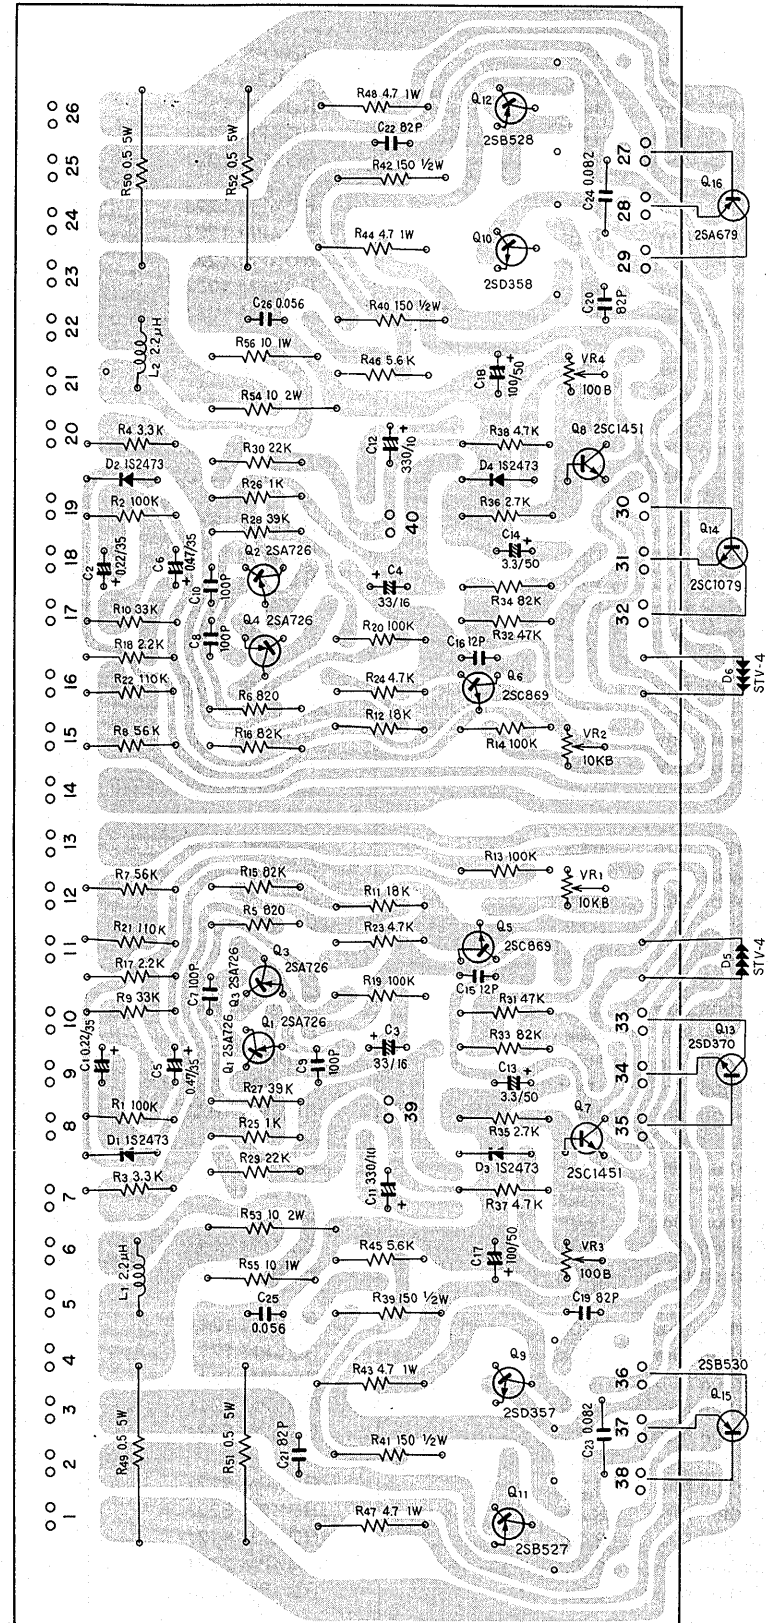 R48 4.7 1W
Q12
2SB528
26
C22 82P
27
R50 0.5 5W
R52 0.5 5W
25
R42 150 ½W
C24 0.082
Q16
28
2SA679
24
R44 4.7 1W
Q10
29
2SD358
23
C26 0.056
R40 150 ½W
C20
82P
22
L2 2.2μH
R56 10 1W
R46 5.6K
C18
+
100/50
VR4
100B
21
R54 10 2W
20
R4 3.3K
R30 22K
C12
+
330/10
R38 4.7K
Q8 2SC1451
D2 1S2473
R26 1K
D4 1S2473
R2 100K
R36 2.7K
19
30
R28 39K
40
Q14
C2
+ 0.22/35
C6
+ 0.47/35
Q2 2SA726
C14 +
3.3/50
31
18
C10
100P
C4
+
33/16
2SC1079
R34 82K
17
R10 33K
Q4 2SA726
32
C8
100P
R20 100K
R32 47K
R18 2.2K
C16 12P
D6
STV-4
16
R22 110K
R24 4.7K
Q6
2SC869
R6 820
R12 18K
15
R8 56K
R16 82K
R14 100K
VR2
10KB
14
13
R7 56K
R15 82K
R13 100K
VR1
10KB
12
R11 18K
R5 820
R21 110K
R23 4.7K
Q5
2SC869
11
R17 2.2K
Q3
2SA726
Q3 2SA726
C7 100P
R19 100K
C15 12P
D5
STV-4
R9 33K
R31 47K
10
33
C1 0.22/35
+
C5
0.47/35 +
Q1 2SA726
Q1 2SA726
C9
100P
C3
+
33/16
R33 82K
Q13
2SD370
9
C13
+
3.3/50
34
R27 39K
R1 100K
39
8
R25 1K
R35 2.7K
Q7
35
D1 1S2473
R29 22K
D3 1S2473
2SC1451
R3 3.3K
C11 330/10
+
R37 4.7K
7
R53 10 2W
6
L1 2.2μH
R45 5.6K
C17
+ 100/50
VR3
100B
R55 10 1W
5
C25
0.056
R39 150 ½W
C19 82P
4
R43 4.7 1W
Q9
36
2SB530
2SD357
Q15
3
R49 0.5 5W
R51 0.5 5W
C21 82P
R41 150 ½W
C23 0.082
37
2
38
R47 4.7 1W
Q11
1
2SB527